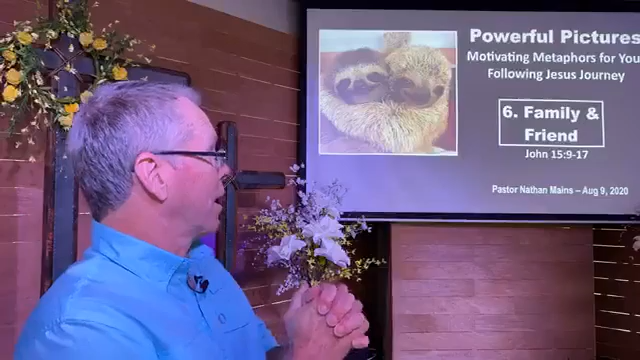 Powerful Pictures
Motivating Metaphors for You
Following Jesus Journey
6. Family &
Friend
John 15:9-17
Pastor Nathan Mains – Aug 9, 2020